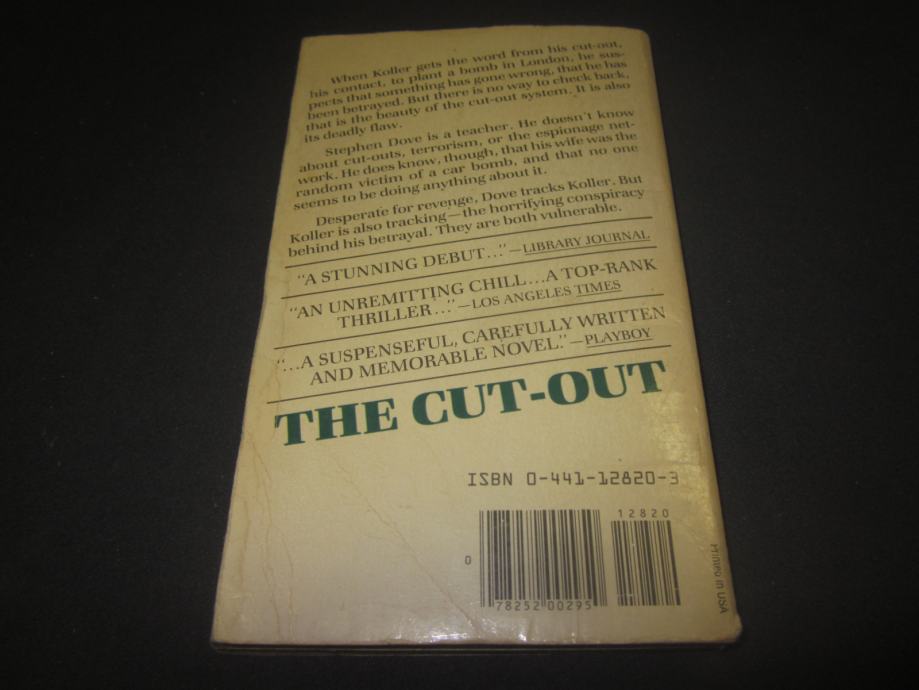 When Koller gets the word from his cut-out,
his contact, to plant a bomb in London, he sus-
pects that something has gone wrong, that he has
been betrayed. But there is no way to check back,
that is the beauty of the cut-out system. It is also
its deadly flaw.
Stephen Dove is a teacher. He doesn't know
about cut-outs, terrorism, or the espionage net-
work. He does know, though, that his wife was the
random victim of a car bomb, and that no one
seems to be doing anything about it.
Desperate for revenge, Dove tracks Koller. But
Koller is also tracking—the horrifying conspiracy
behind his betrayal. They are both vulnerable.
"A STUNNING DEBUT..." —LIBRARY JOURNAL
"AN UNREMITTING CHILL...A TOP-RANK
THRILLER..." —LOS ANGELES TIMES
"...A SUSPENSEFUL, CAREFULLY WRITTEN
AND MEMORABLE NOVEL." —PLAYBOY
THE CUT-OUT
ISBN 0-441-12820-3
12820
0
78252 00295
Printed in USA